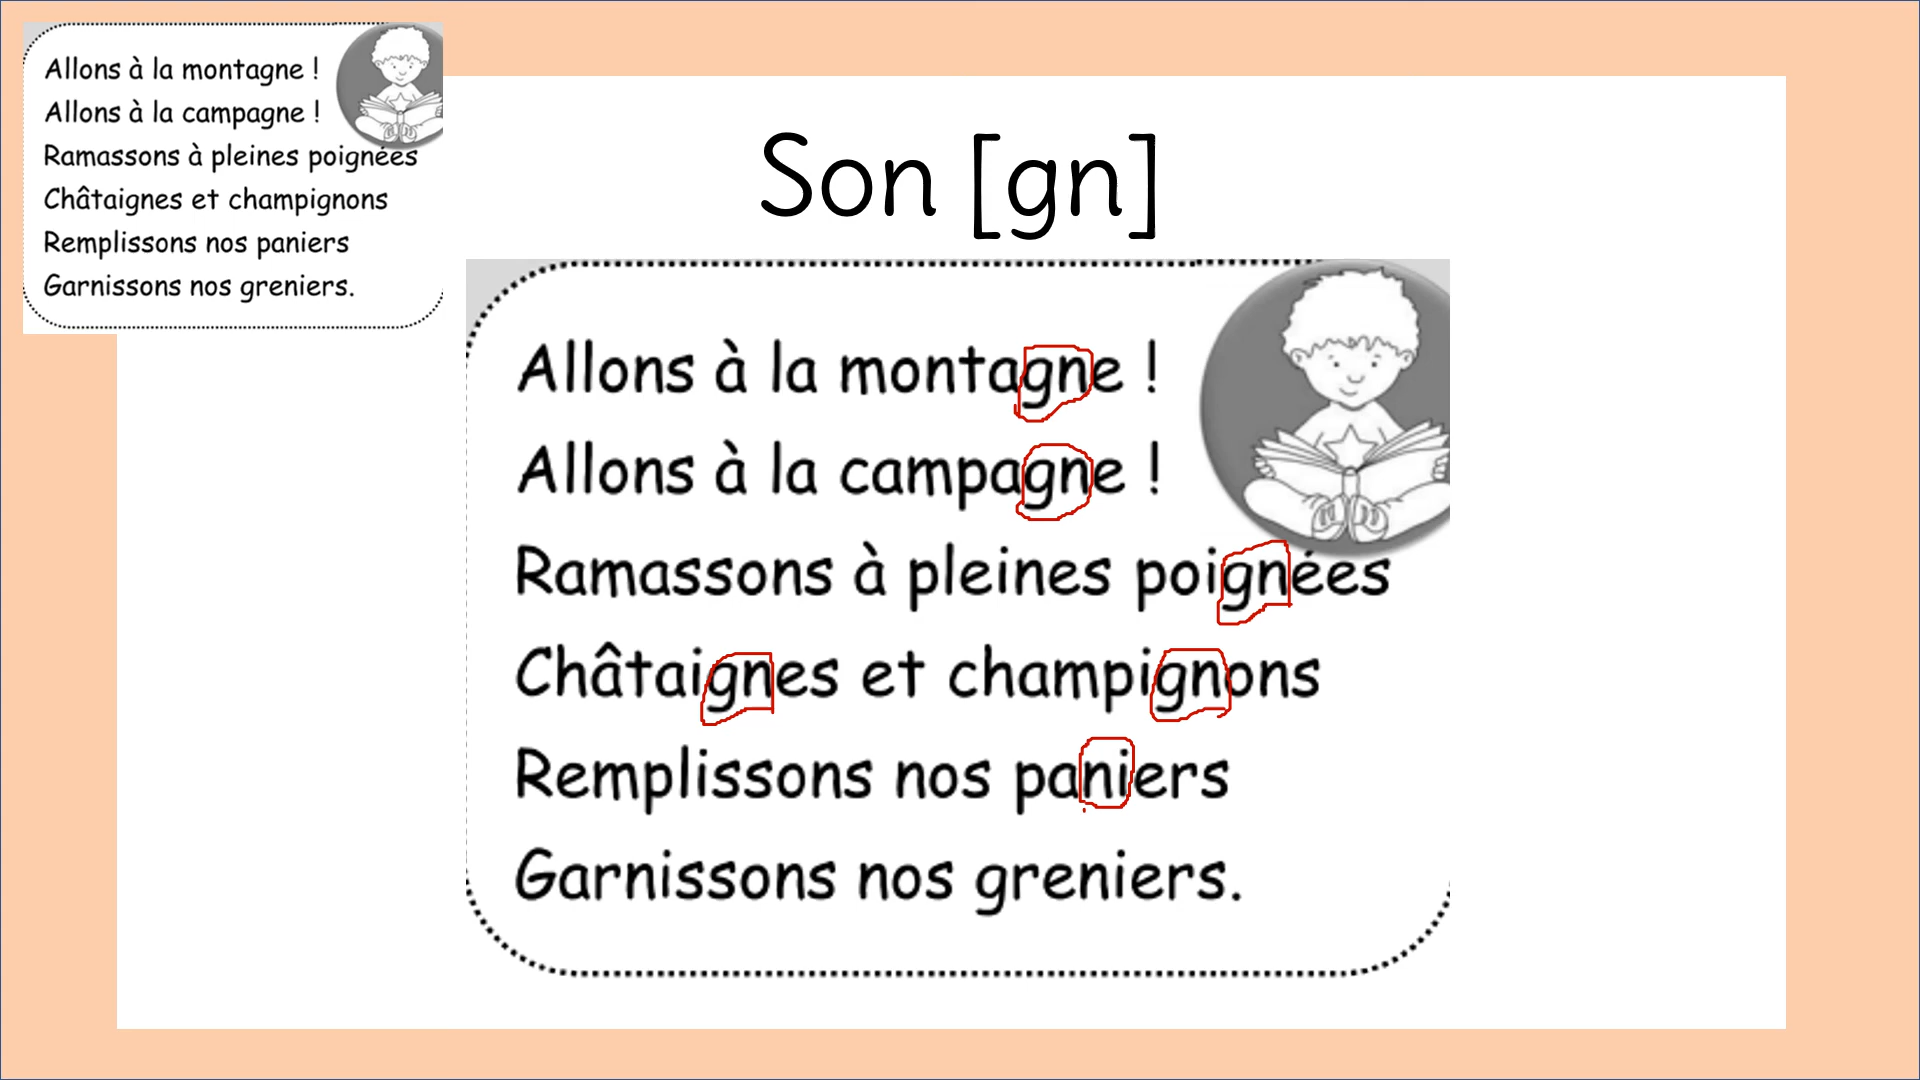 Allons à la montagne !
Allons à la campagne !
Ramassons à pleines poignées
Châtaignes et champignons
Remplissons nos paniers
Garnissons nos greniers.
Son [gn]
Allons à la montagne !
Allons à la campagne !
Ramassons à pleines poignées
Châtaignes et champignons
Remplissons nos paniers
Garnissons nos greniers.